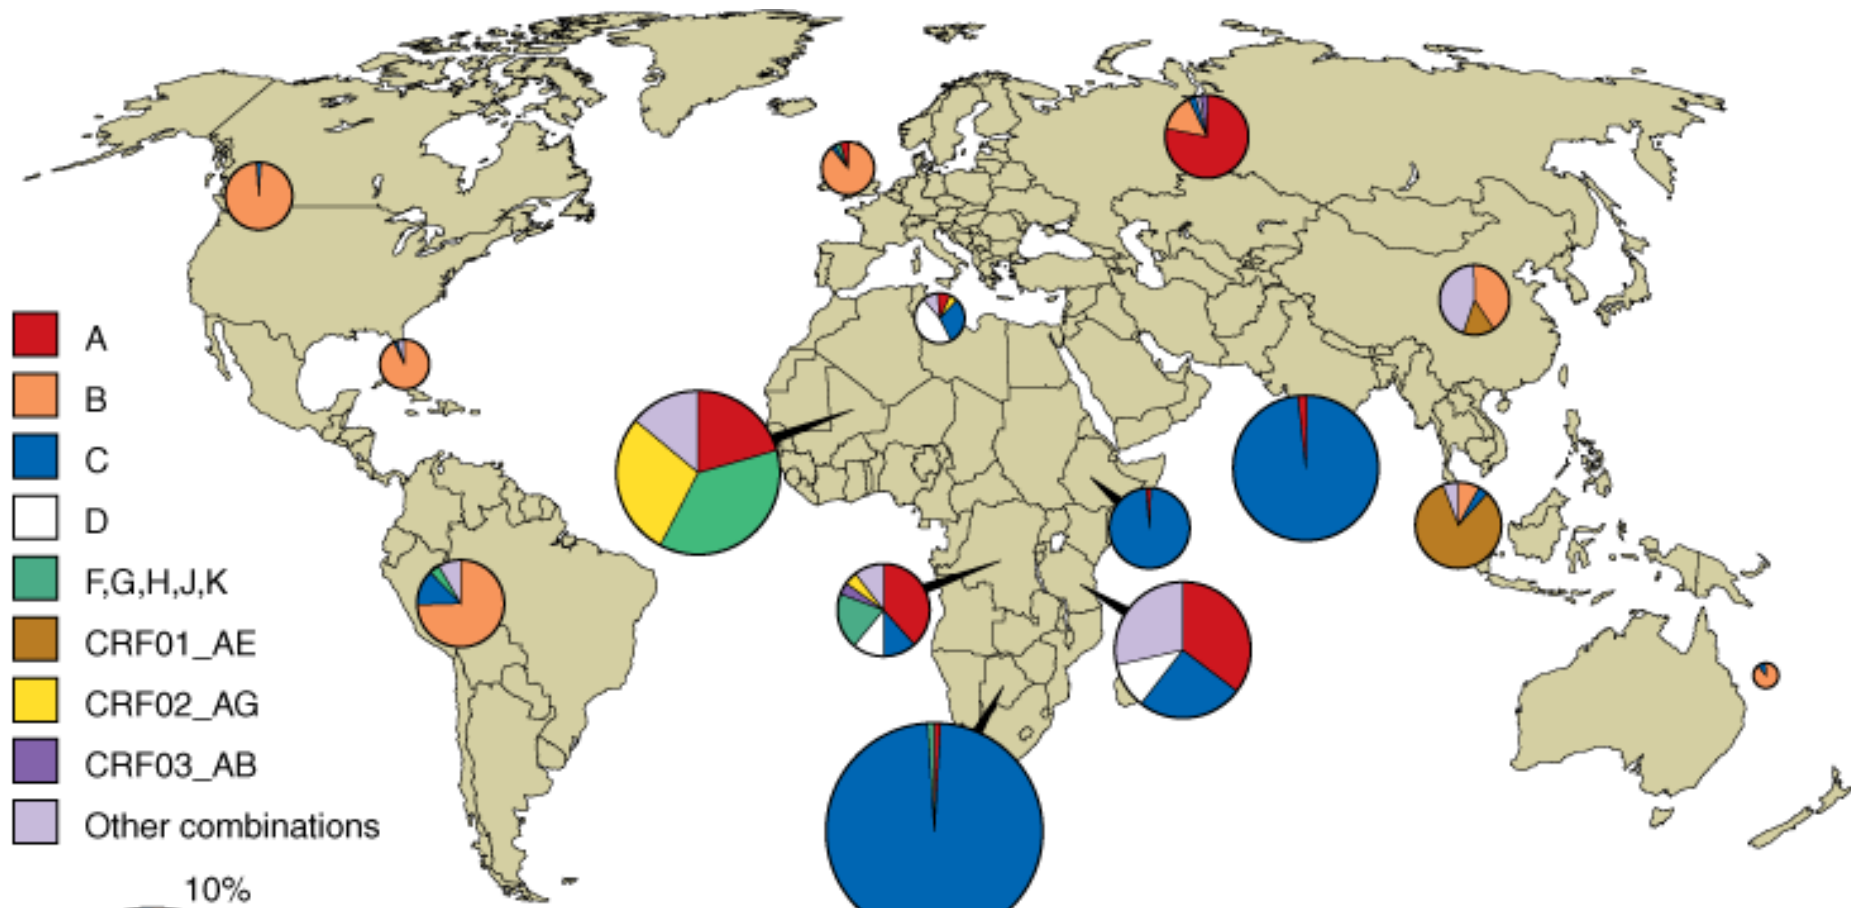 A
B
C
D
F,G,H,J,K
CRF01_AE
CRF02_AG
CRF03_AB
Other combinations
10%